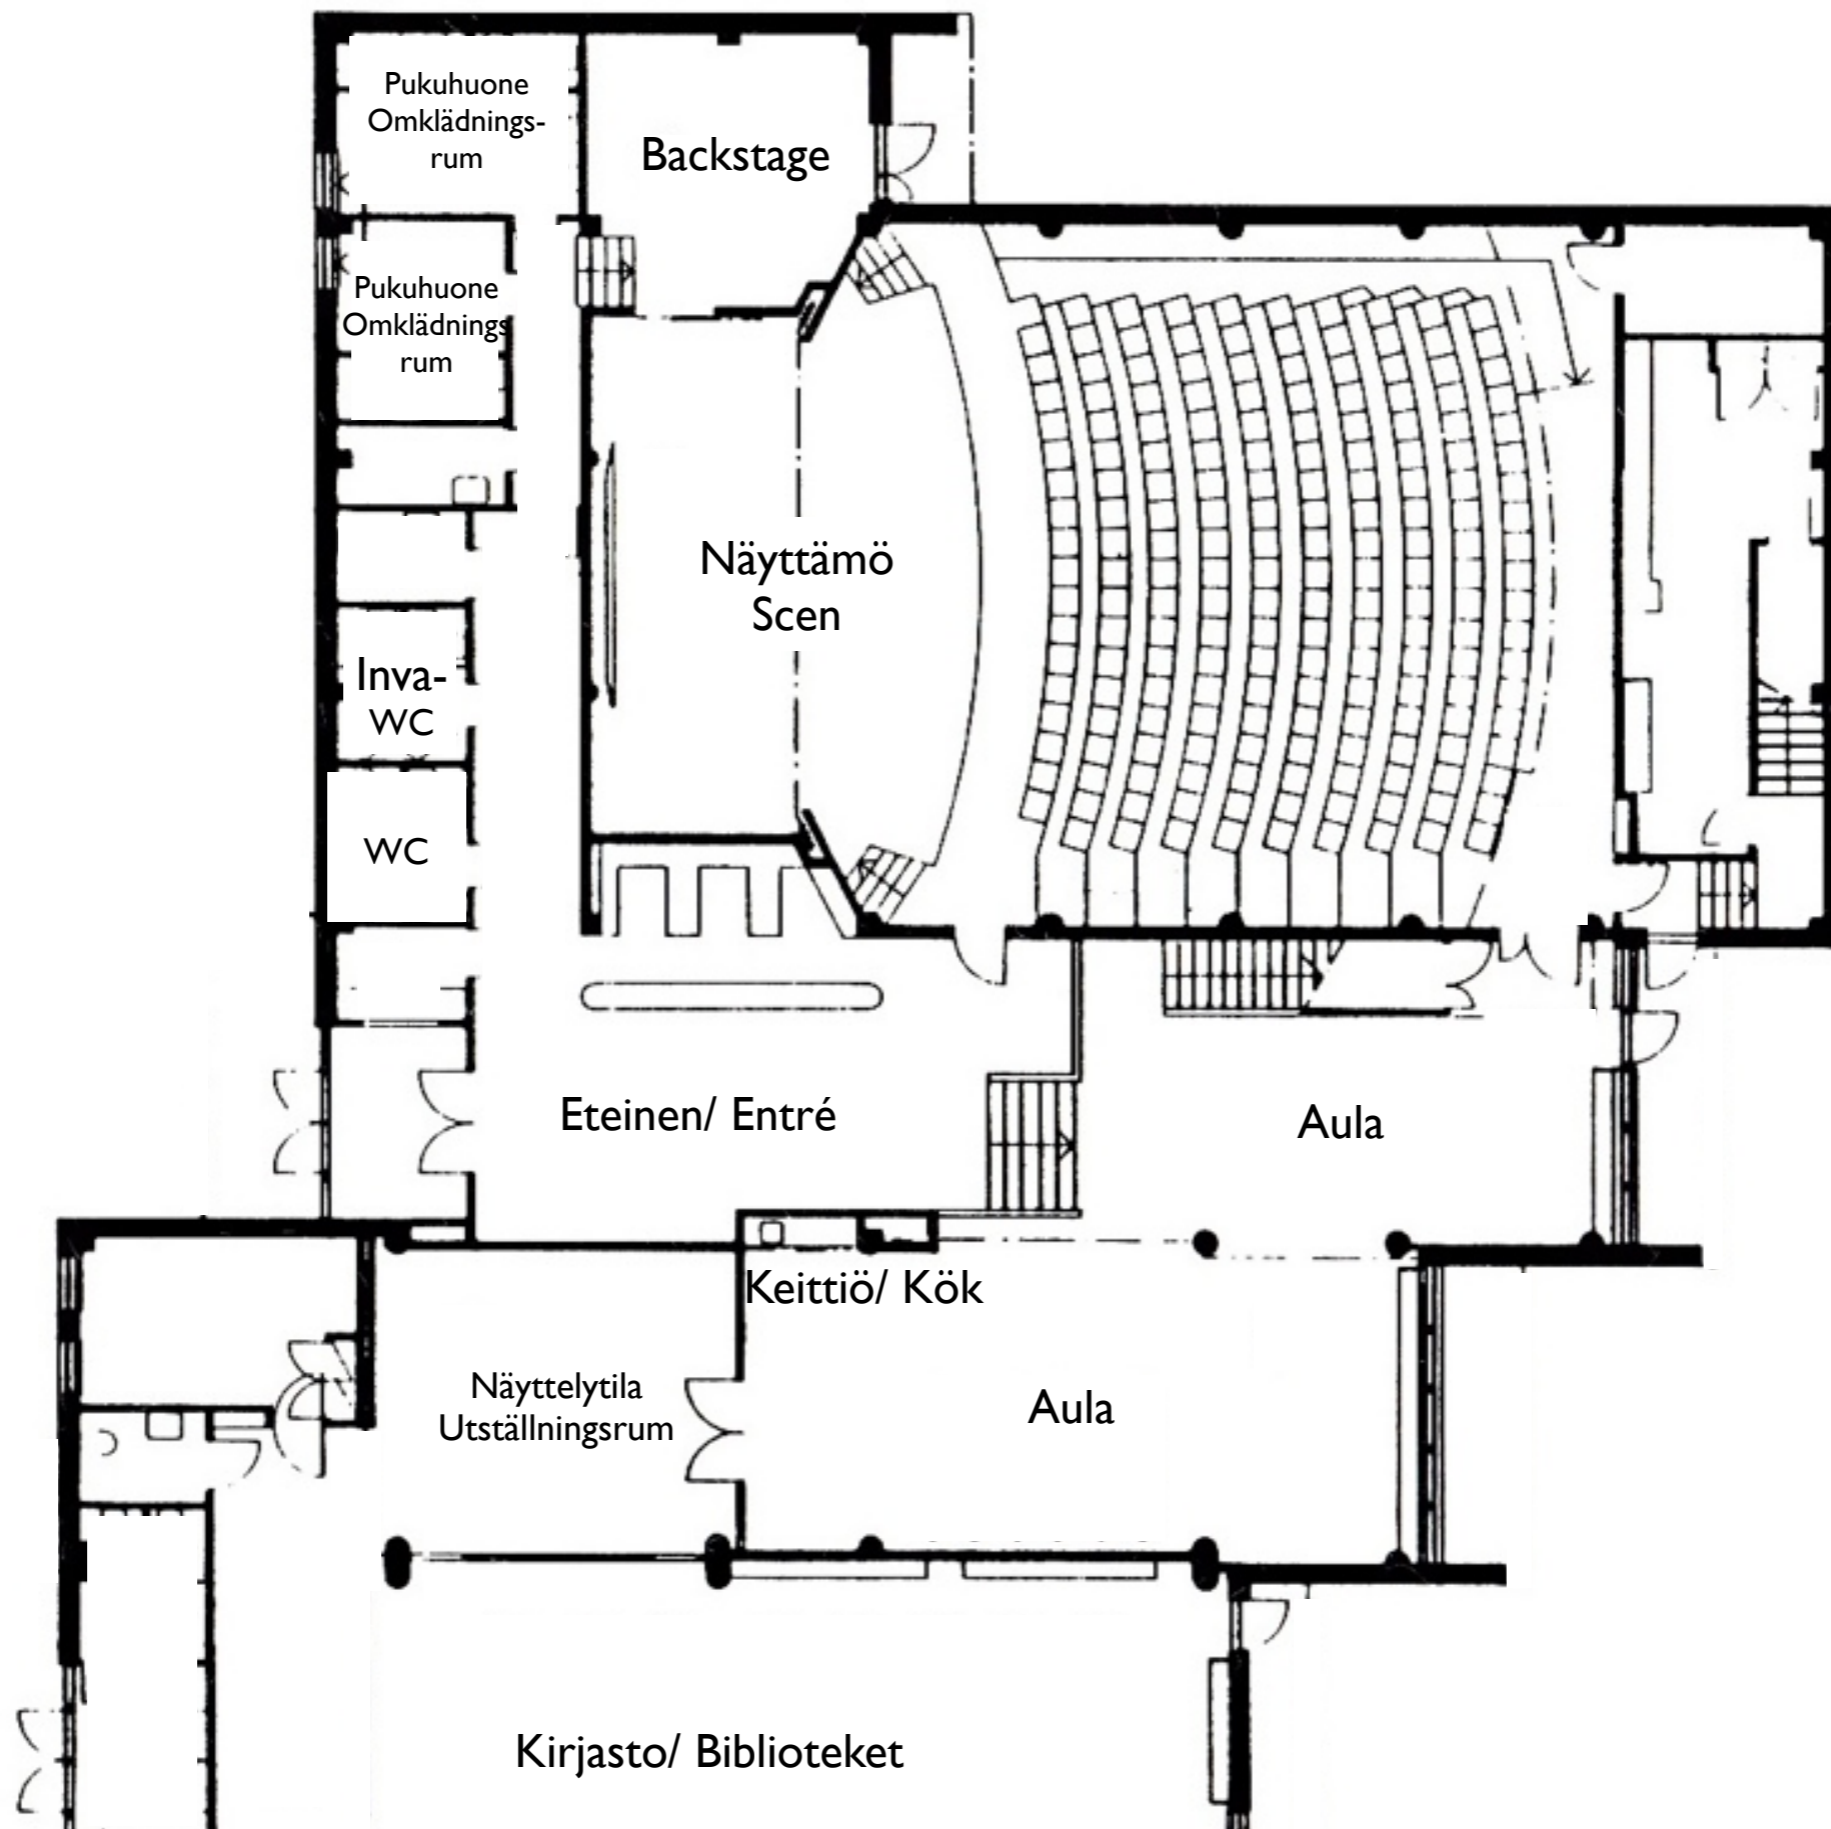 Pukuhuone
Omklädnings-
rum
Backstage
Pukuhuone
Omklädnings
rum
Näyttämö
Scen
Inva-
WC
WC
Eteinen/ Entré
Aula
Keittiö/ Kök
Näyttelytila
Utställningsrum
Aula
Kirjasto/ Biblioteket